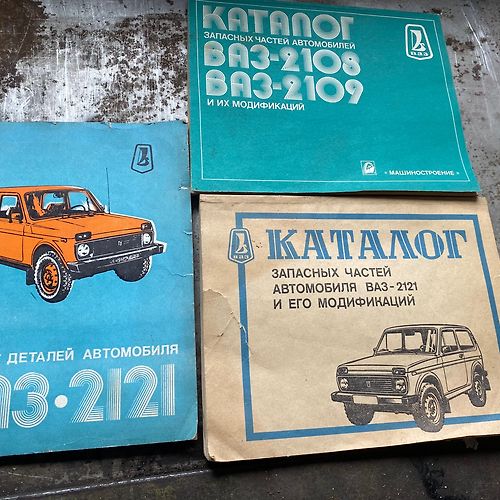 КАТАЛОГ
ЗАПАСНЫХ ЧАСТЕЙ АВТОМОБИЛЕЙ
ВАЗ-2108
ВАЗ-2109
И ИХ МОДИФИКАЦИЙ
ВАЗ
« МАШИНОСТРОЕНИЕ »
ДЕТАЛЕЙ АВТОМОБИЛЯ
АЗ·2121
ВАЗ
КАТАЛОГ
ЗАПАСНЫХ ЧАСТЕЙ
АВТОМОБИЛЯ ВАЗ-2121
И ЕГО МОДИФИКАЦИЙ